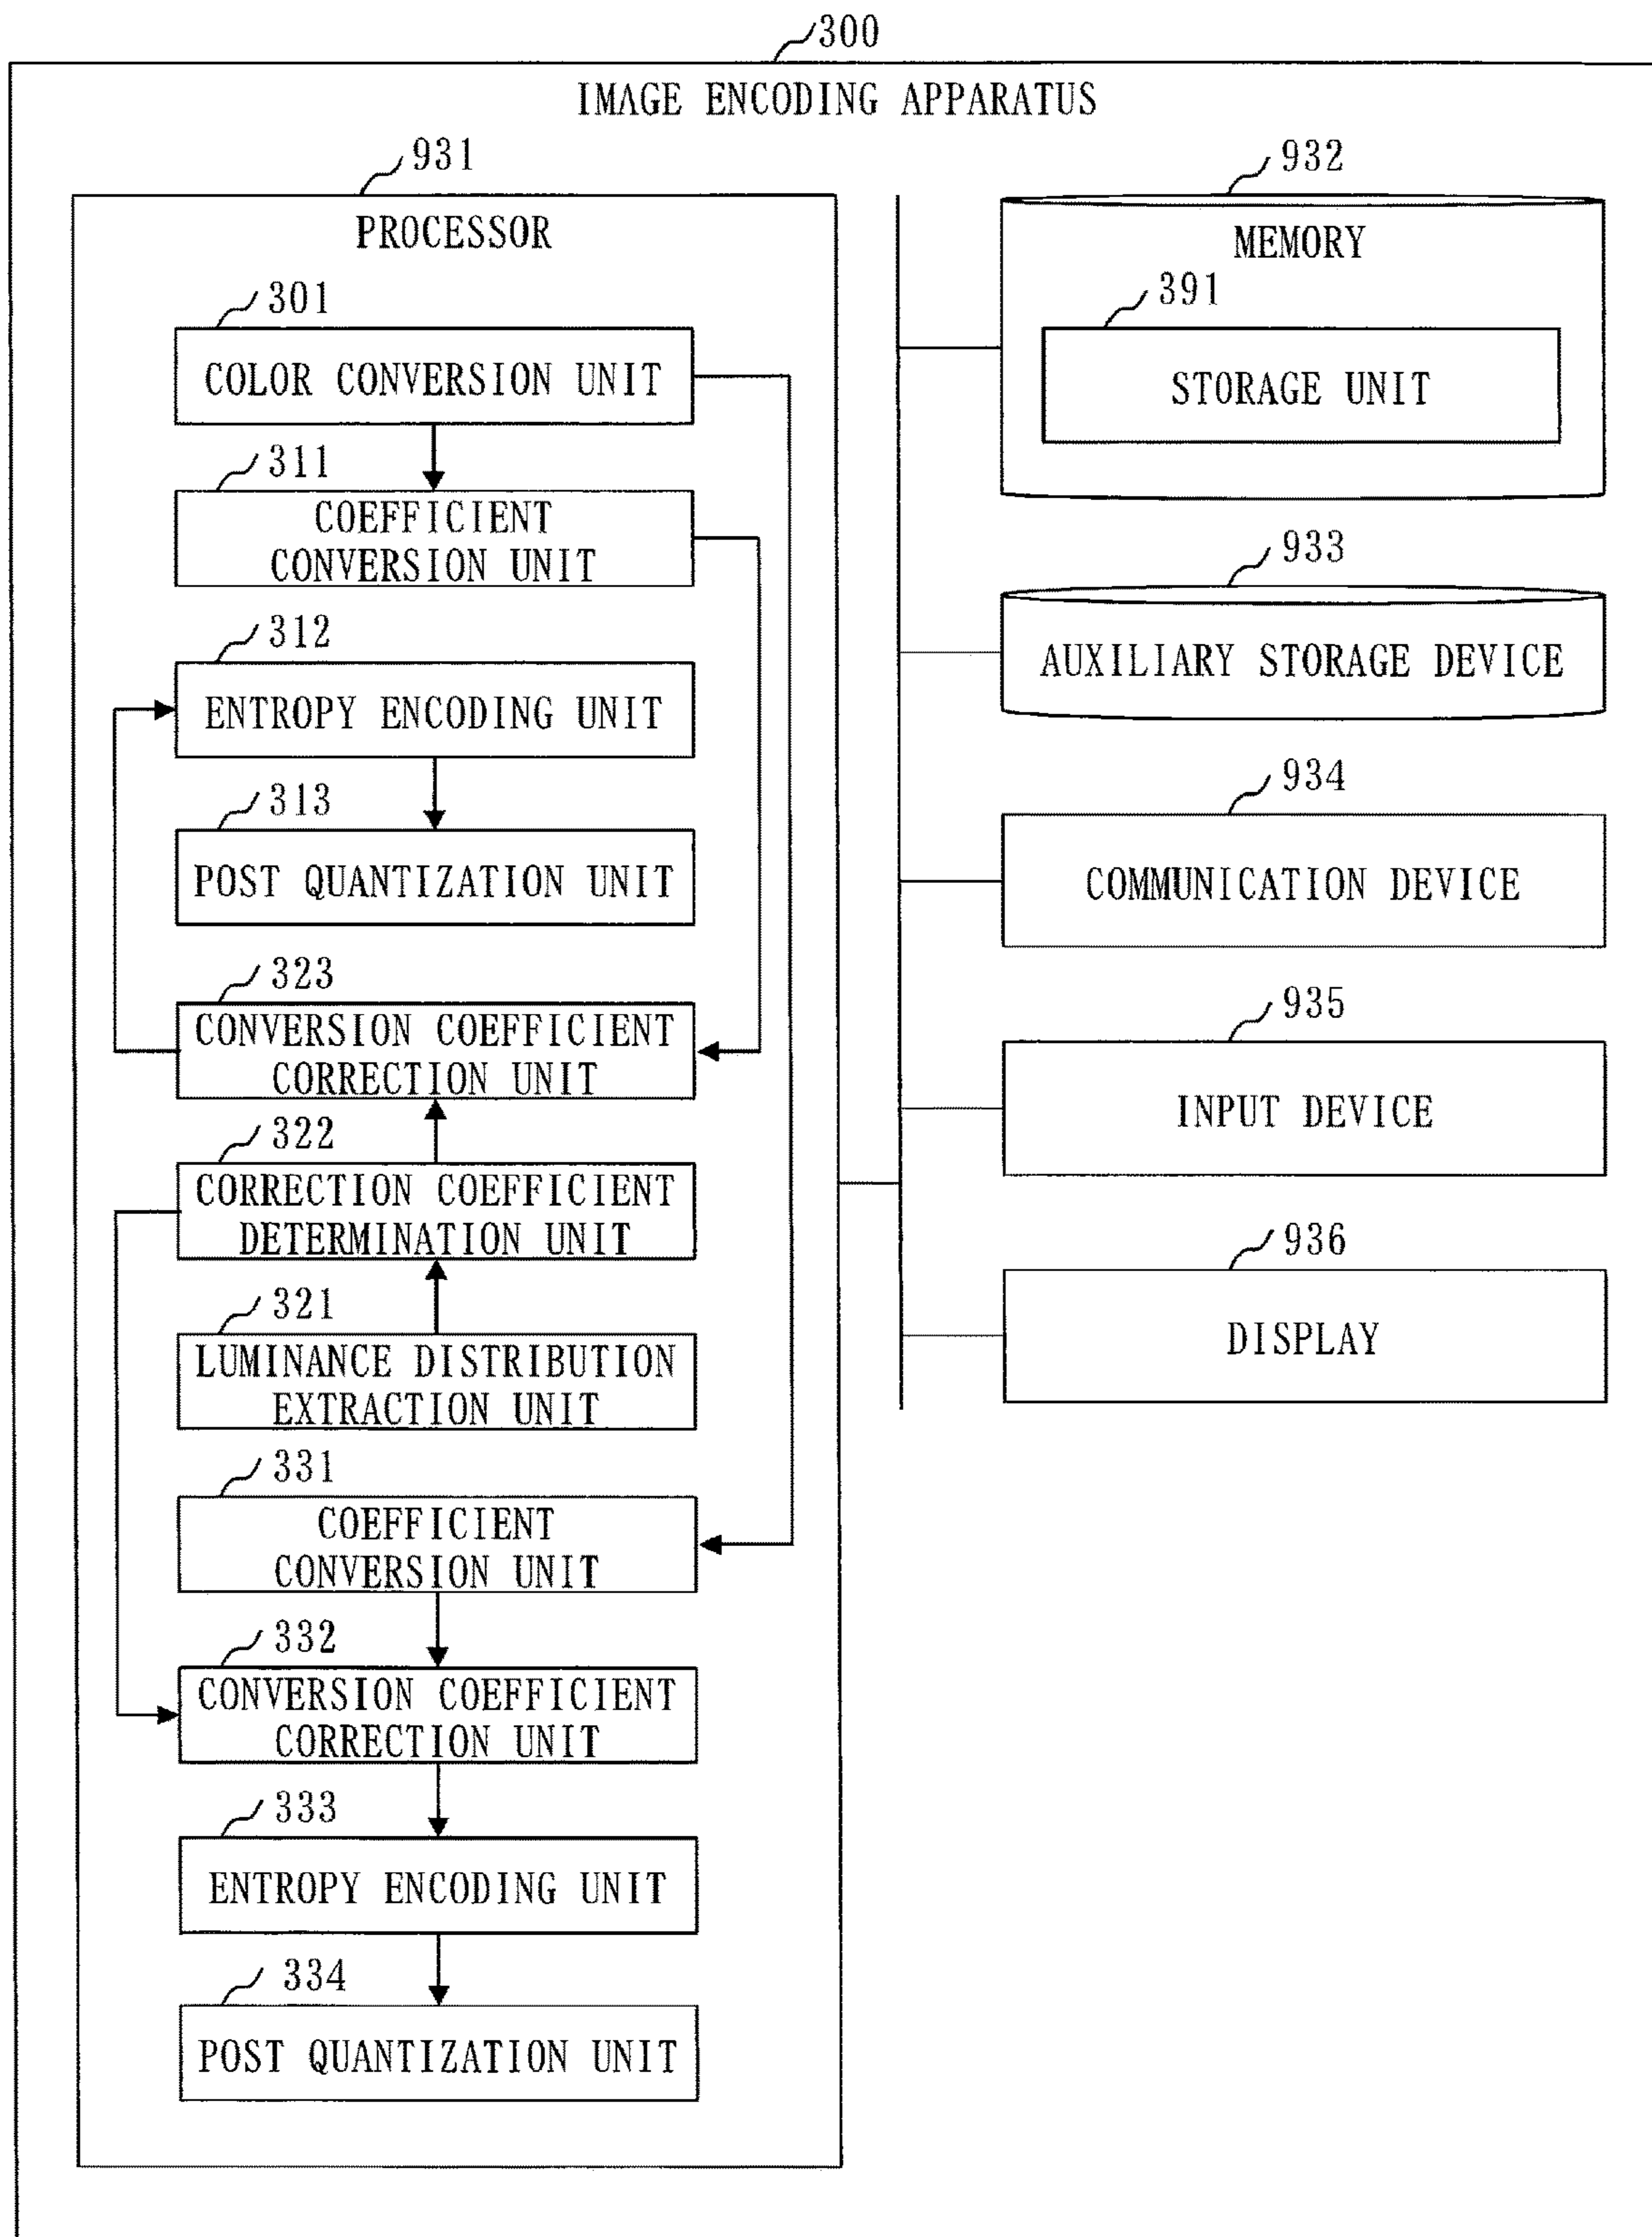 300
IMAGE ENCODING APPARATUS
931
PROCESSOR
301
COLOR CONVERSION UNIT
311
COEFFICIENT
CONVERSION UNIT
312
ENTROPY ENCODING UNIT
313
POST QUANTIZATION UNIT
323
CONVERSION COEFFICIENT
CORRECTION UNIT
322
CORRECTION COEFFICIENT
DETERMINATION UNIT
321
LUMINANCE DISTRIBUTION
EXTRACTION UNIT
331
COEFFICIENT
CONVERSION UNIT
332
CONVERSION COEFFICIENT
CORRECTION UNIT
333
ENTROPY ENCODING UNIT
334
POST QUANTIZATION UNIT
932
MEMORY
391
STORAGE UNIT
933
AUXILIARY STORAGE DEVICE
934
COMMUNICATION DEVICE
935
INPUT DEVICE
936
DISPLAY